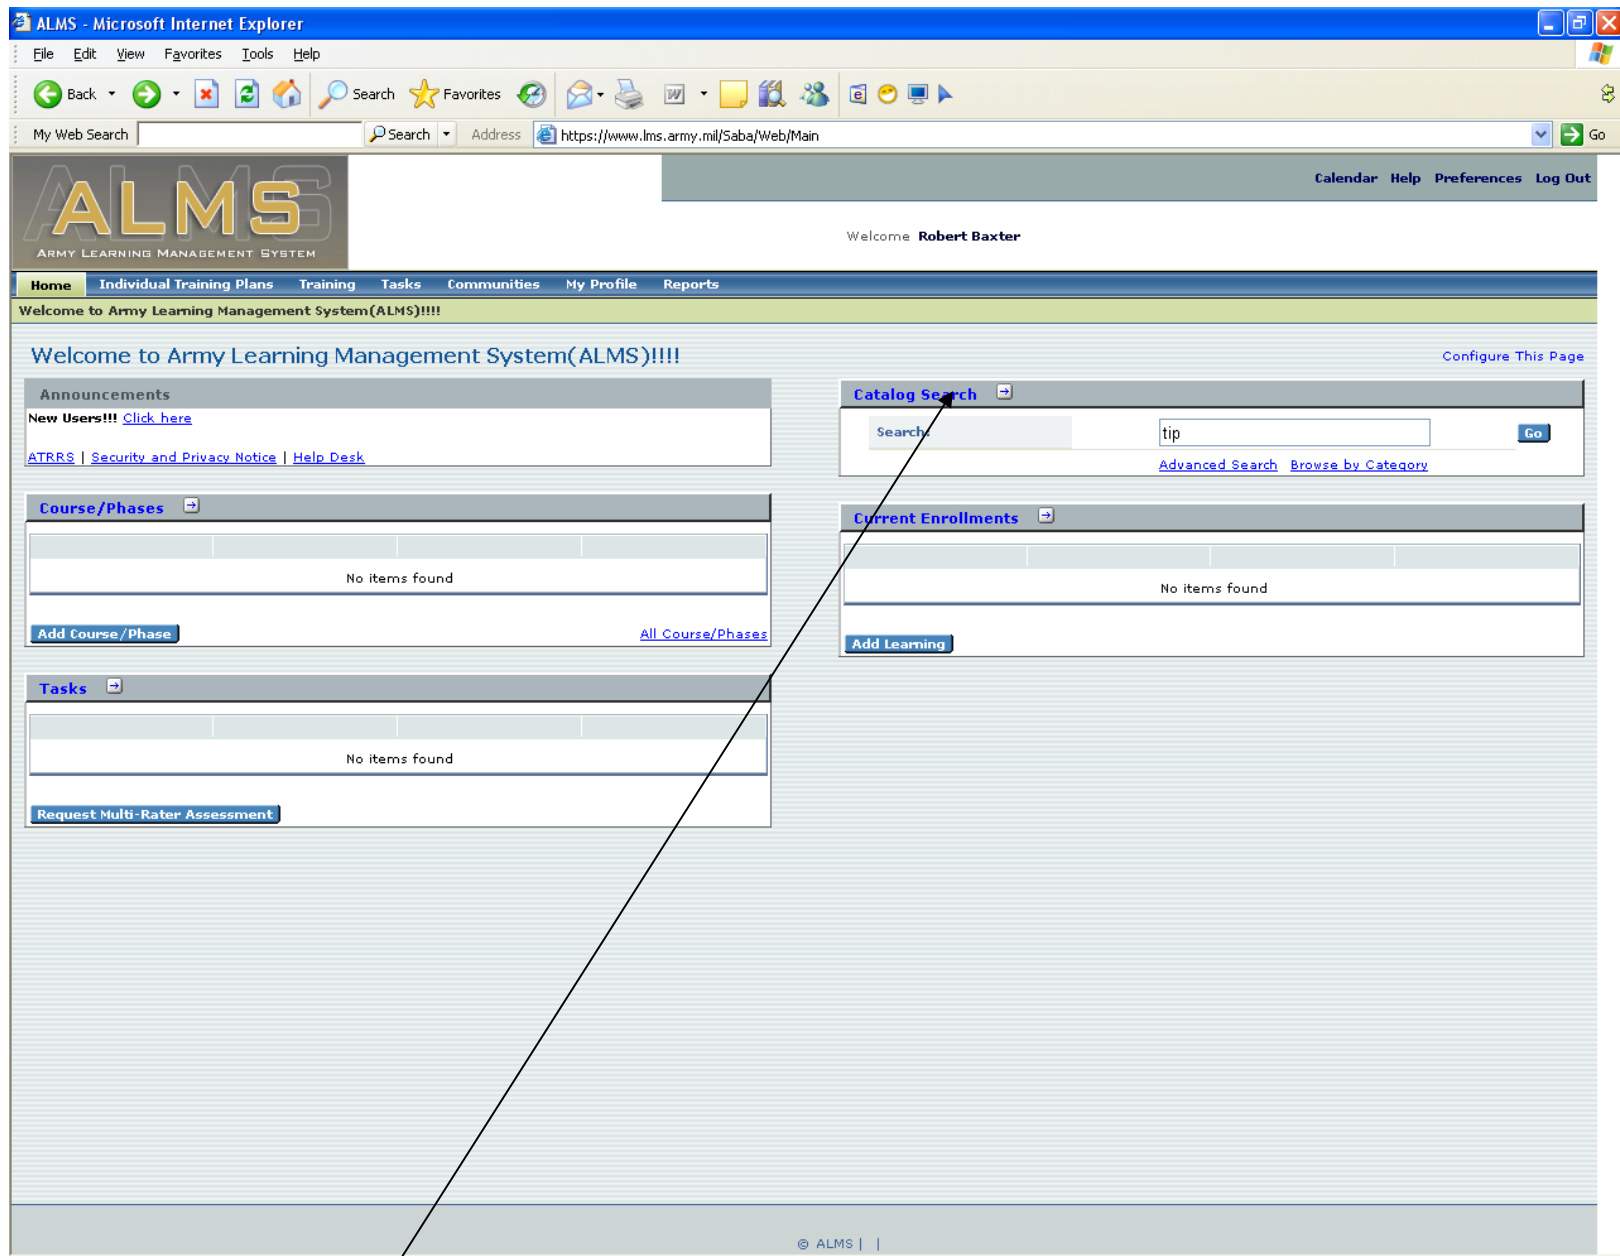 ALMS - Microsoft Internet Explorer
File Edit View Favorites Tools Help
Back Search Favorites
My Web Search Search Address https://www.lms.army.mil/Saba/Web/Main Go
ALMS
ARMY LEARNING MANAGEMENT SYSTEM
Calendar Help Preferences Log Out
Welcome Robert Baxter
Home Individual Training Plans Training Tasks Communities My Profile Reports
Welcome to Army Learning Management System(ALMS)!!!!
Welcome to Army Learning Management System(ALMS)!!!!
Configure This Page
Announcements
New Users!!! Click here
ATRRS | Security and Privacy Notice | Help Desk
Catalog Search
Search: tip Go
Advanced Search Browse by Category
Course/Phases
No items found
Add Course/Phase All Course/Phases
Current Enrollments
No items found
Add Learning
Tasks
No items found
Request Multi-Rater Assessment
© ALMS | |